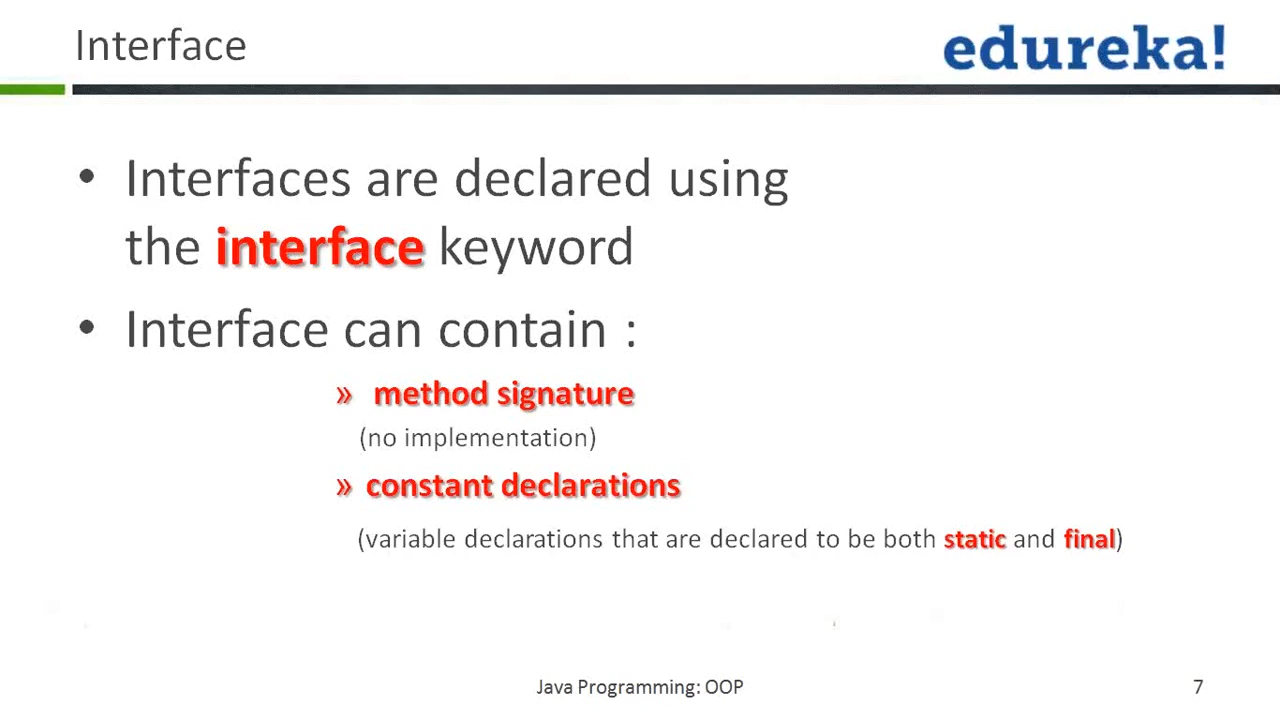 Interface
edureka!
• Interfaces are declared using
the interface keyword
• Interface can contain :
» method signature
(no implementation)
» constant declarations
(variable declarations that are declared to be both static and final)
Java Programming: OOP
7